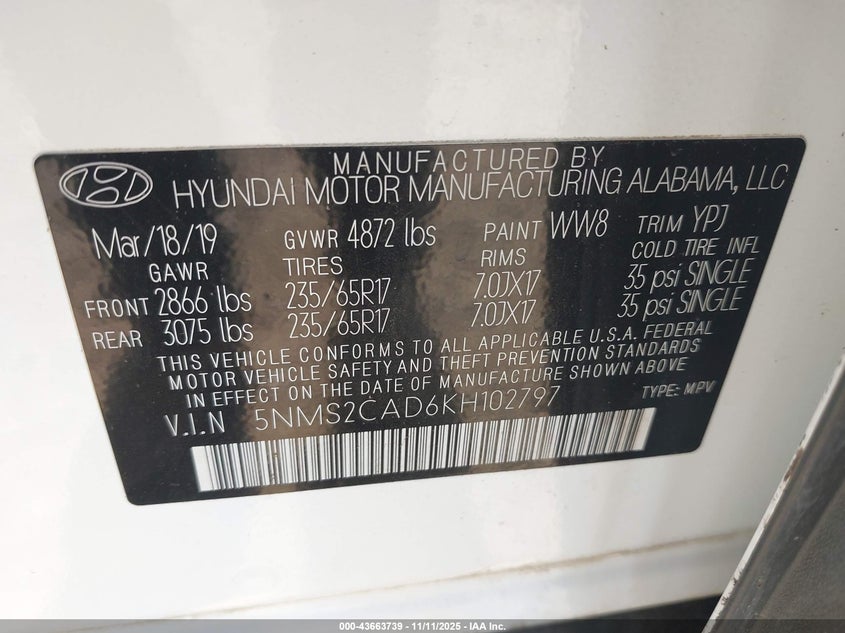 MANUFACTURED BY
HYUNDAI MOTOR MANUFACTURING ALABAMA, LLC
Mar/18/19 GVWR 4872 lbs PAINT WW8 TRIM YPJ
GAWR TIRES RIMS COLD TIRE INFL
FRONT 2866 lbs 235/65R17 7.0JX17 35 psi SINGLE
REAR 3075 lbs 235/65R17 7.0JX17 35 psi SINGLE
THIS VEHICLE CONFORMS TO ALL APPLICABLE U.S.A. FEDERAL
MOTOR VEHICLE SAFETY AND THEFT PREVENTION STANDARDS
IN EFFECT ON THE DATE OF MANUFACTURE SHOWN ABOVE
V.I.N 5NMS2CAD6KH102797 TYPE: MPV
000-43663739 - 11/11/2025 - IAA Inc.